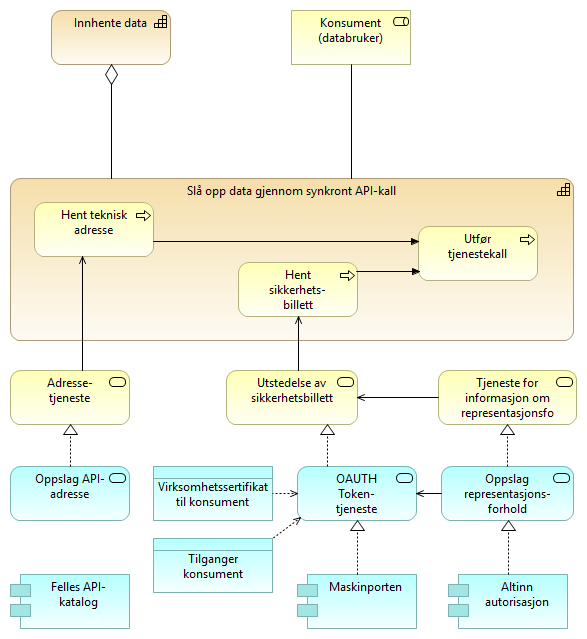 Innhente data
Konsument
(databruker)
Slå opp data gjennom synkront API-kall
Hent teknisk
adresse
Utfør
tjenestekall
Hent
sikkerhets-
billett
Adresse-
tjeneste
Utstedelse av
sikkerhetsbillett
Tjeneste for
informasjon om
representasjonsfo
Oppslag API-
adresse
Virksomhetssertifikat
til konsument
OAUTH
Token-
tjeneste
Oppslag
representasjons-
forhold
Tilganger
konsument
Felles API-
katalog
Maskinporten
Altinn
autorisasjon